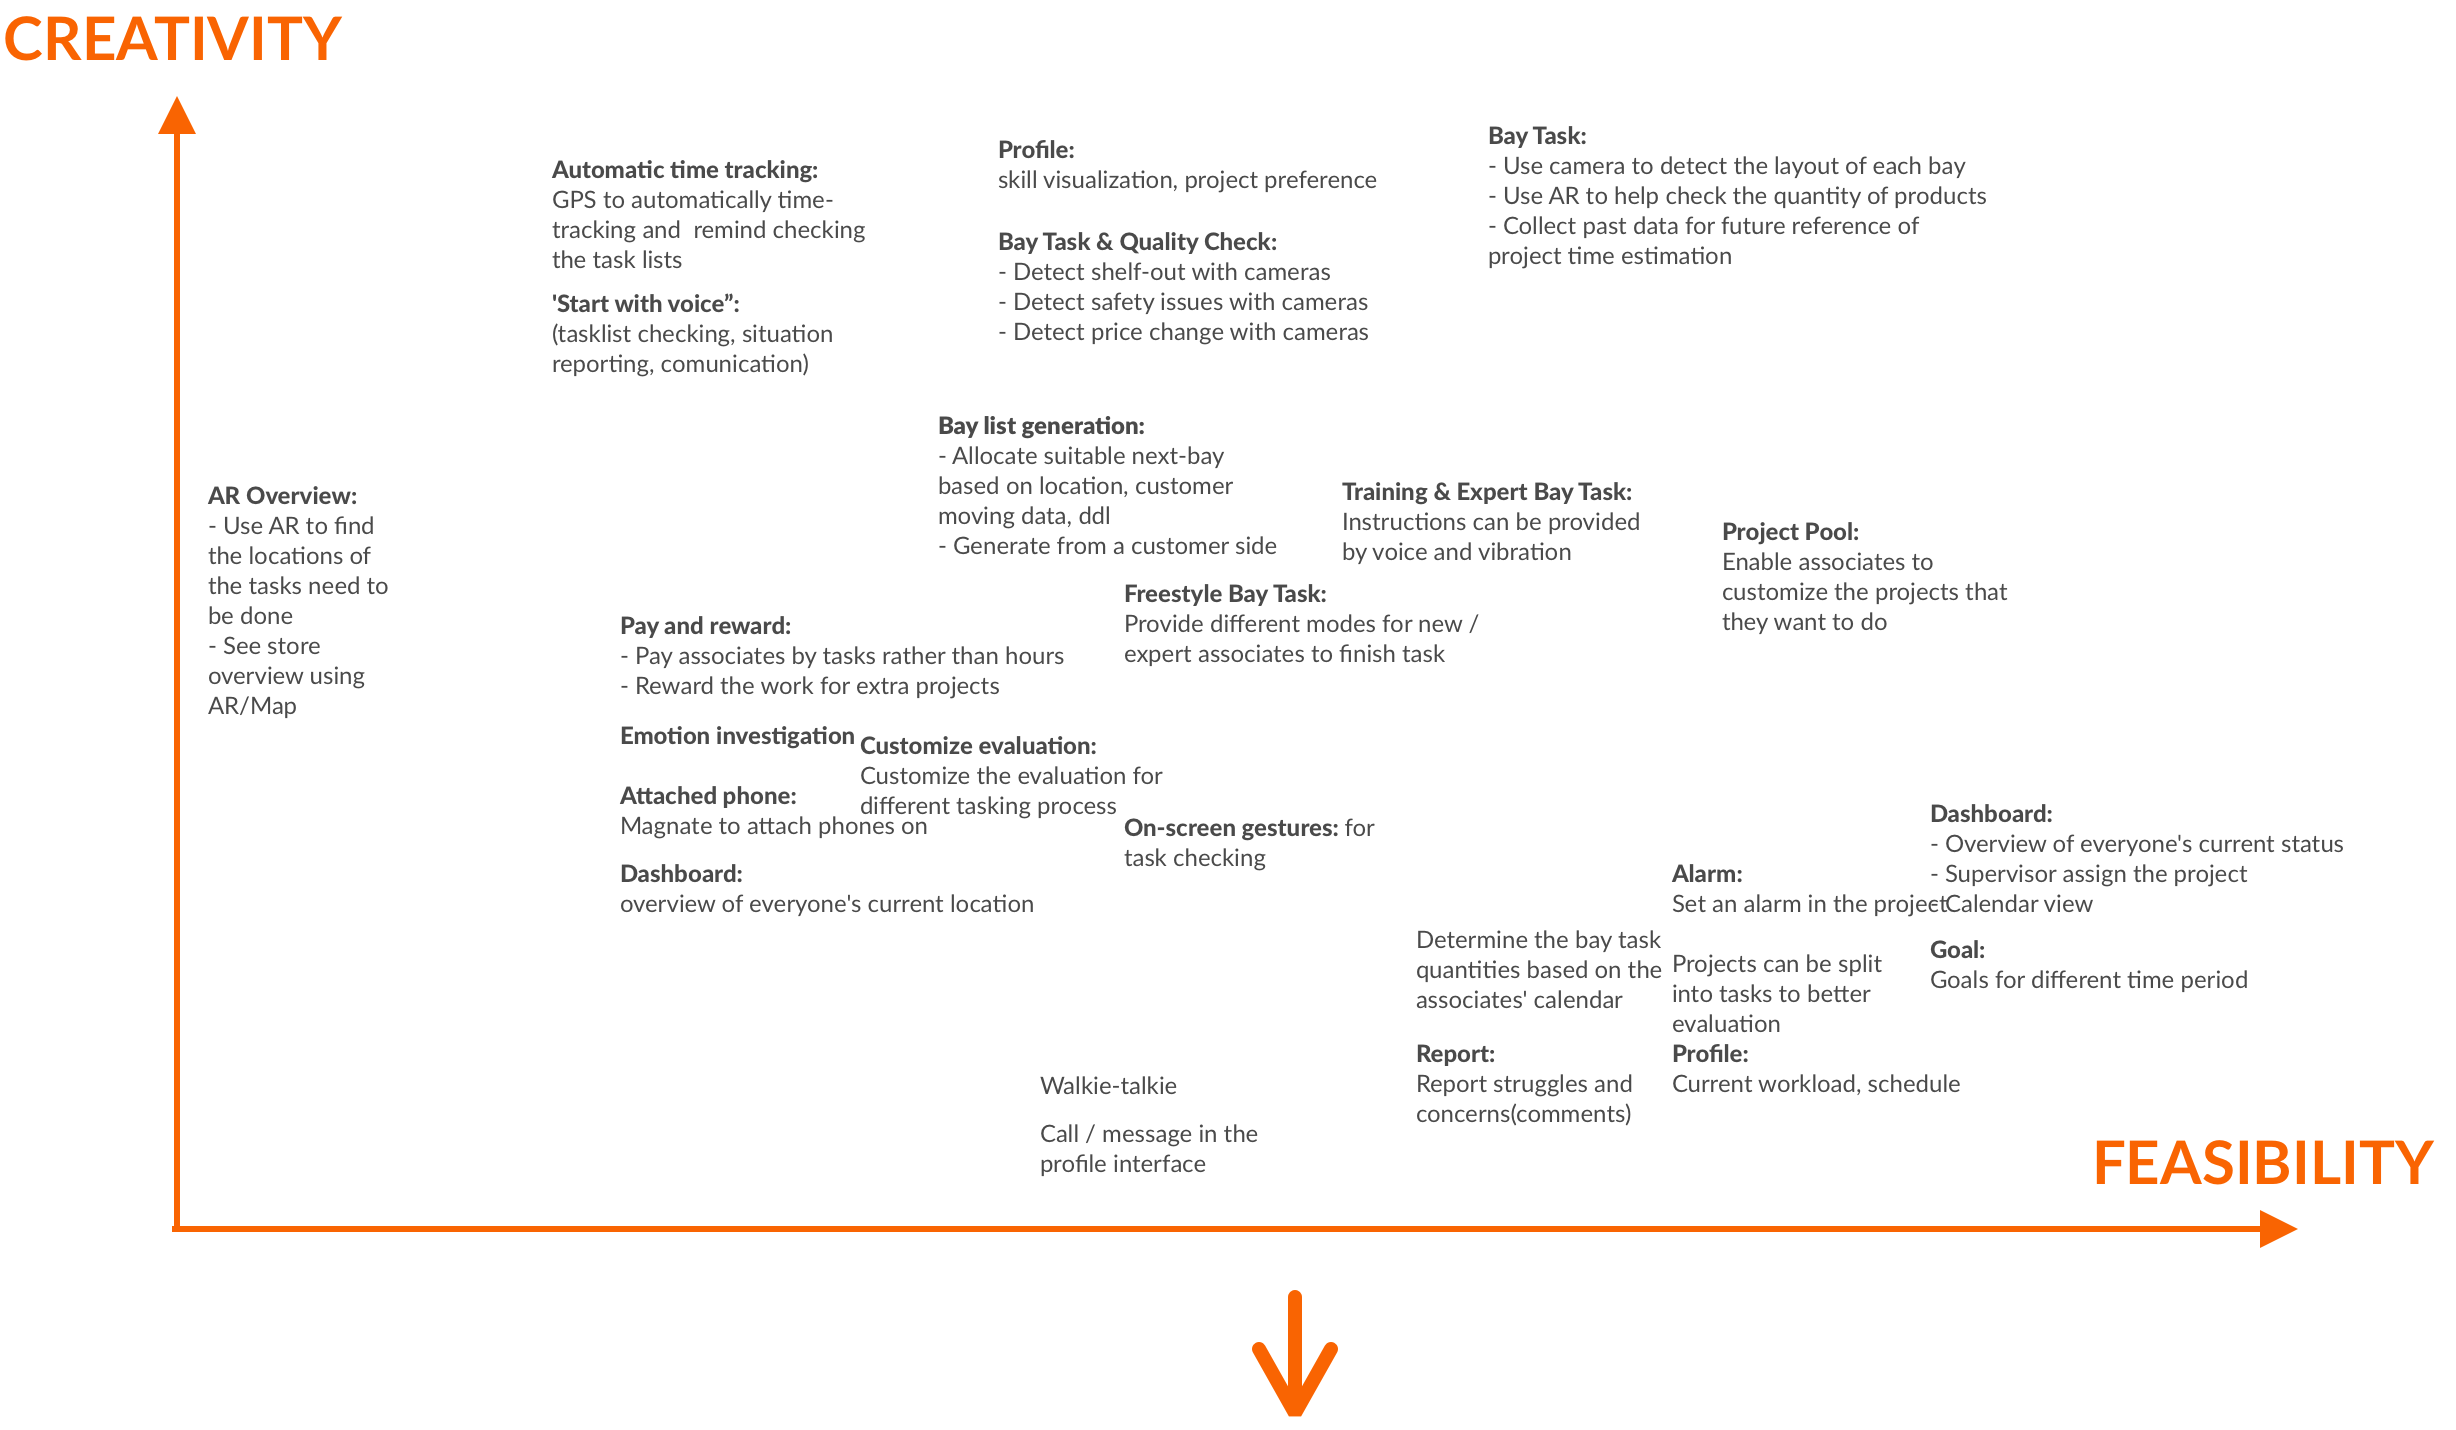 CREATIVITY
Automatic time tracking:
GPS to automatically time-
tracking and  remind checking
the task lists
'Start with voice”:
(tasklist checking, situation
reporting, comunication)
Profile:
skill visualization, project preference
Bay Task & Quality Check:
- Detect shelf-out with cameras
- Detect safety issues with cameras
- Detect price change with cameras
Bay Task:
- Use camera to detect the layout of each bay
- Use AR to help check the quantity of products
- Collect past data for future reference of
project time estimation
AR Overview:
- Use AR to find
the locations of
the tasks need to
be done
- See store
overview using
AR/Map
Bay list generation:
- Allocate suitable next-bay
based on location, customer
moving data, ddl
- Generate from a customer side
Training & Expert Bay Task:
Instructions can be provided
by voice and vibration
Project Pool:
Enable associates to
customize the projects that
they want to do
Freestyle Bay Task:
Provide different modes for new /
expert associates to finish task
Pay and reward:
- Pay associates by tasks rather than hours
- Reward the work for extra projects
Emotion investigation
Customize evaluation:
Customize the evaluation for
different tasking process
Attached phone:
Magnate to attach phones on
On-screen gestures: for
task checking
Dashboard:
overview of everyone's current location
Dashboard:
- Overview of everyone's current status
- Supervisor assign the project
- Calendar view
Alarm:
Set an alarm in the project
Determine the bay task
quantities based on the
associates' calendar
Projects can be split
into tasks to better
evaluation
Goal:
Goals for different time period
Report:
Report struggles and
concerns(comments)
Profile:
Current workload, schedule
Walkie-talkie
Call / message in the
profile interface
FEASIBILITY